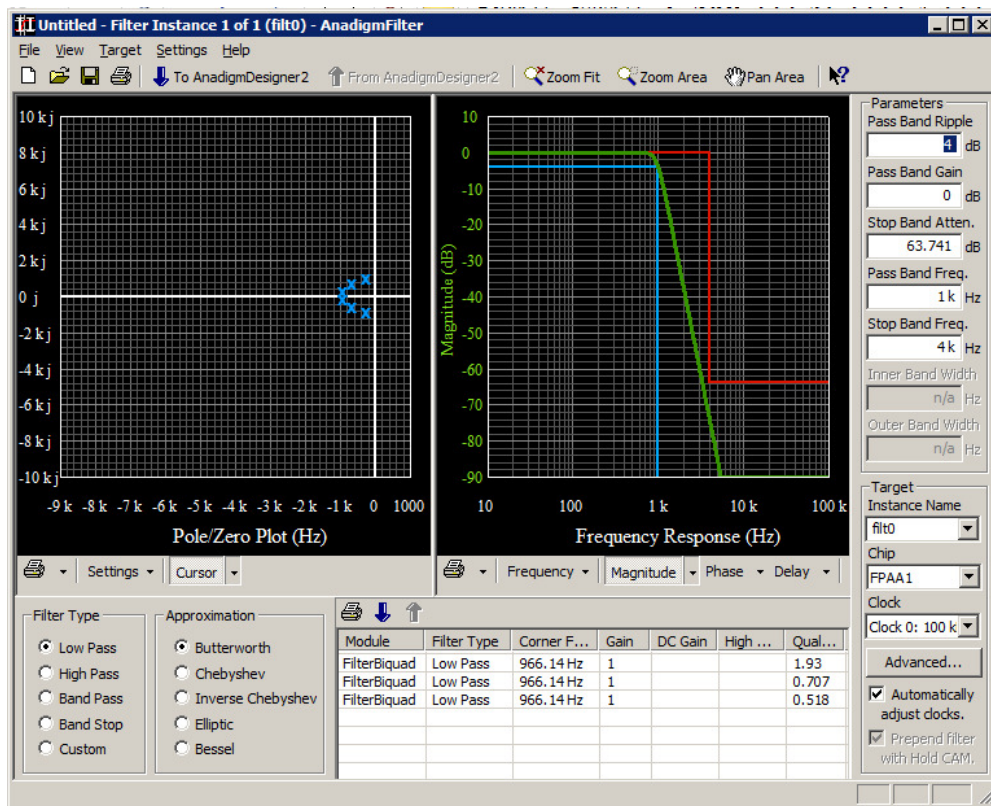 Untitled - Filter Instance 1 of 1 (filt0) - AnadigmFilter
File View Target Settings Help
To AnadigmDesigner2 From AnadigmDesigner2 Zoom Fit Zoom Area Pan Area
10 k j
8 k j
6 k j
4 k j
2 k j
0 j
-2 k j
-4 k j
-6 k j
-8 k j
-10 k j
-9 k -8 k -7 k -6 k -5 k -4 k -3 k -2 k -1 k 0 1000
Pole/Zero Plot (Hz)
Settings Cursor
Magnitude (dB)
10
0
-10
-20
-30
-40
-50
-60
-70
-80
-90
10 100 1 k 10 k 100 k
Frequency Response (Hz)
Frequency Magnitude Phase Delay
Parameters
Pass Band Ripple
4 dB
Pass Band Gain
0 dB
Stop Band Atten.
63.741 dB
Pass Band Freq.
1 k Hz
Stop Band Freq.
4 k Hz
Inner Band Width
n/a Hz
Outer Band Width
n/a Hz
Target
Instance Name
filt0
Chip
FPAA1
Clock
Clock 0: 100 k
Advanced...
Automatically
adjust clocks.
Prepend filter
with Hold CAM.
Filter Type
Low Pass
High Pass
Band Pass
Band Stop
Custom
Approximation
Butterworth
Chebyshev
Inverse Chebyshev
Elliptic
Bessel
Module Filter Type Corner F... Gain DC Gain High ... Qual...
FilterBiquad Low Pass 966.14 Hz 1 1.93
FilterBiquad Low Pass 966.14 Hz 1 0.707
FilterBiquad Low Pass 966.14 Hz 1 0.518